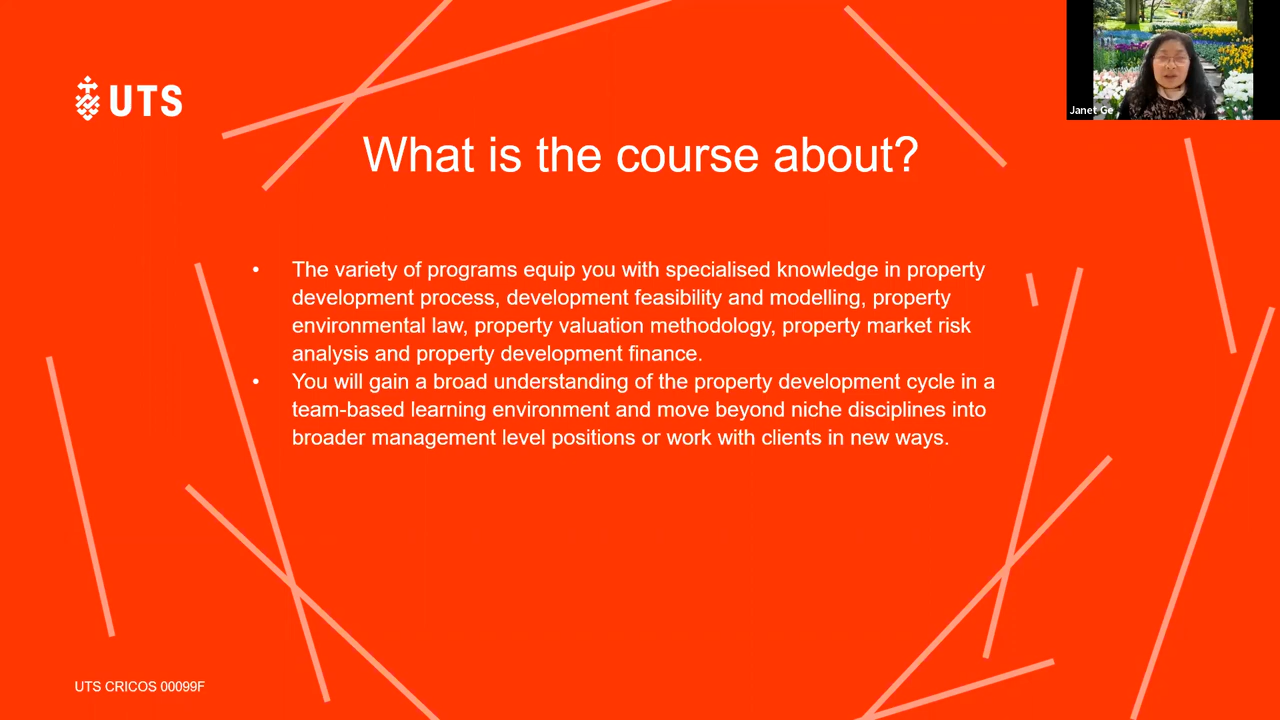 Janet Ge
UTS
What is the course about?
• The variety of programs equip you with specialised knowledge in property
development process, development feasibility and modelling, property
environmental law, property valuation methodology, property market risk
analysis and property development finance.
• You will gain a broad understanding of the property development cycle in a
team-based learning environment and move beyond niche disciplines into
broader management level positions or work with clients in new ways.
UTS CRICOS 00099F